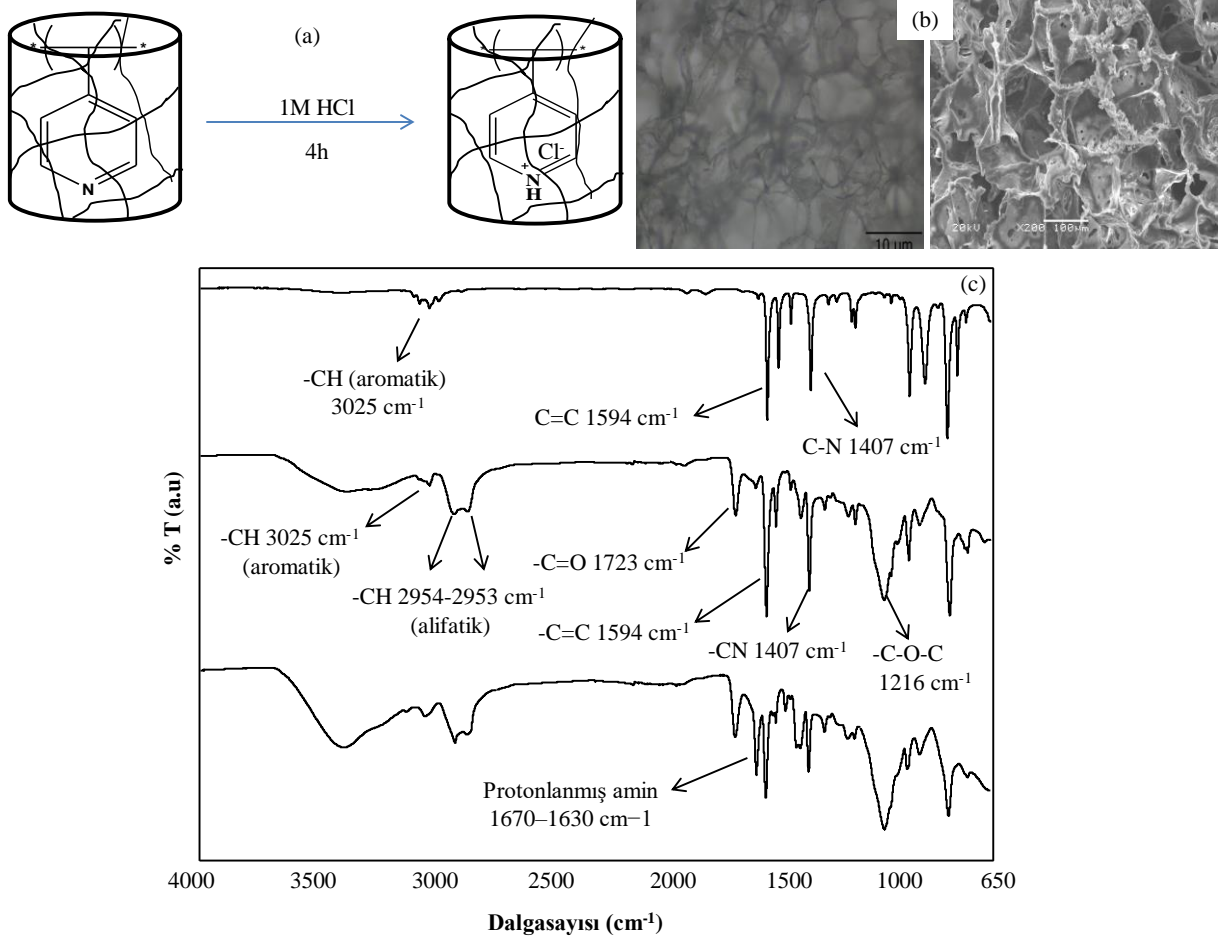 (a)
(b)
* *
* *
1M HCl
4h
N
Cl-
+
N
H
10 µm
20kV X200 100µm
(c)
-CH (aromatik)
3025 cm-1
C=C 1594 cm-1
C-N 1407 cm-1
-CH 3025 cm-1
(aromatik)
-CH 2954-2953 cm-1
(alifatik)
-C=O 1723 cm-1
-C=C 1594 cm-1
-CN 1407 cm-1
-C-O-C
1216 cm-1
Protonlanmış amin
1670–1630 cm−1
% T (a.u)
4000 3500 3000 2500 2000 1500 1000 650
Dalgasayısı (cm-1)